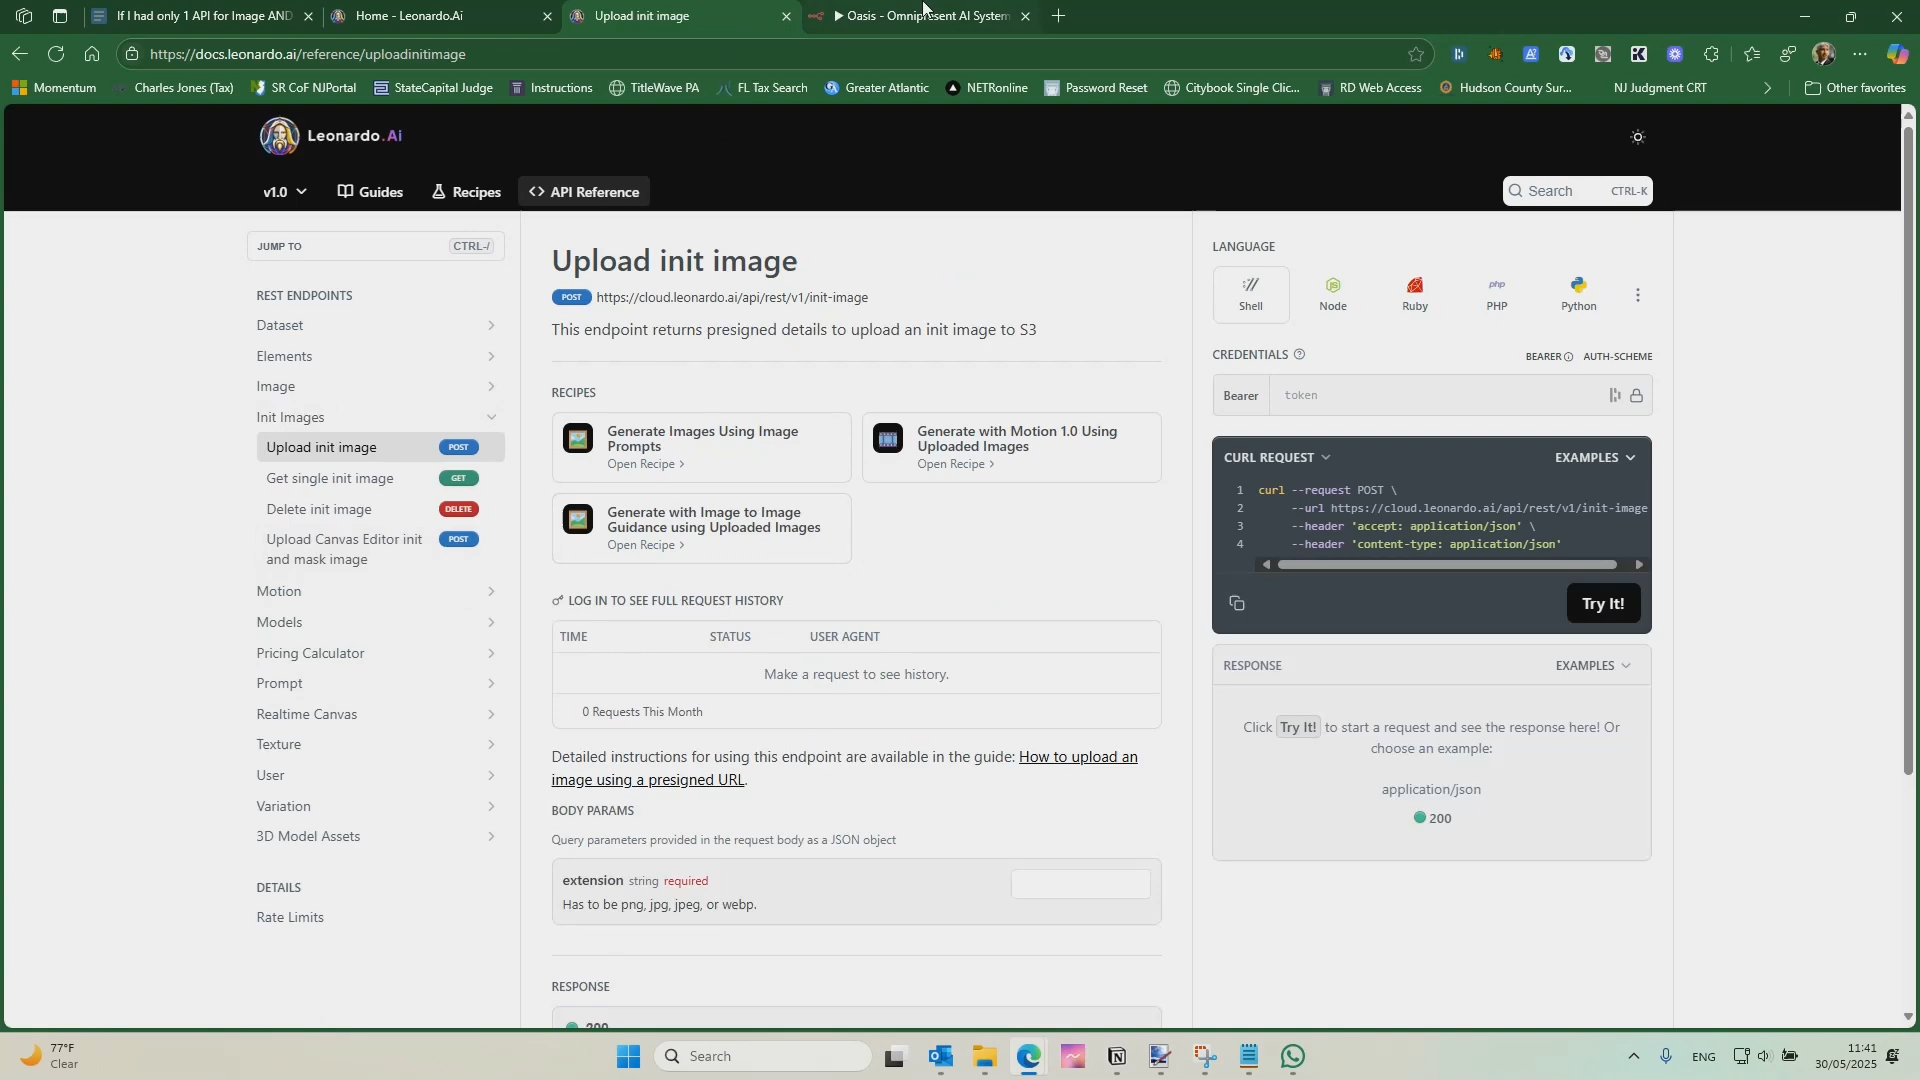 If I had only 1 API for Image AND
Home - Leonardo.Ai
Upload init image
▶ Oasis - Omnipresent AI System
https://docs.leonardo.ai/reference/uploadinitimage
Momentum
Charles Jones (Tax)
SR CoF NJPortal
StateCapital Judge
Instructions
TitleWave PA
FL Tax Search
Greater Atlantic
NETRonline
Password Reset
Citybook Single Clic...
RD Web Access
Hudson County Sur...
NJ Judgment CRT
Other favorites
Leonardo.Ai
v1.0
Guides
Recipes
<> API Reference
Search CTRL-K
JUMP TO CTRL-/
REST ENDPOINTS
Dataset
Elements
Image
Init Images
Upload init image POST
Get single init image GET
Delete init image DELETE
Upload Canvas Editor init POST
and mask image
Motion
Models
Pricing Calculator
Prompt
Realtime Canvas
Texture
User
Variation
3D Model Assets
DETAILS
Rate Limits
Upload init image
POST https://cloud.leonardo.ai/api/rest/v1/init-image
This endpoint returns presigned details to upload an init image to S3
RECIPES
Generate Images Using Image
Prompts
Open Recipe >
Generate with Motion 1.0 Using
Uploaded Images
Open Recipe >
Generate with Image to Image
Guidance using Uploaded Images
Open Recipe >
LOG IN TO SEE FULL REQUEST HISTORY
TIME STATUS USER AGENT
Make a request to see history.
0 Requests This Month
Detailed instructions for using this endpoint are available in the guide: How to upload an
image using a presigned URL.
BODY PARAMS
Query parameters provided in the request body as a JSON object
extension string required
Has to be png, jpg, jpeg, or webp.
RESPONSE
200
LANGUAGE
Shell
Node
Ruby
php
PHP
Python
CREDENTIALS
BEARER AUTH-SCHEME
Bearer token
CURL REQUEST EXAMPLES
1 curl --request POST \
2 --url https://cloud.leonardo.ai/api/rest/v1/init-image
3 --header 'accept: application/json' \
4 --header 'content-type: application/json'
Try It!
RESPONSE EXAMPLES
Click Try It! to start a request and see the response here! Or
choose an example:
application/json
200
77°F
Clear
Search
ENG
11:41
30/05/2025